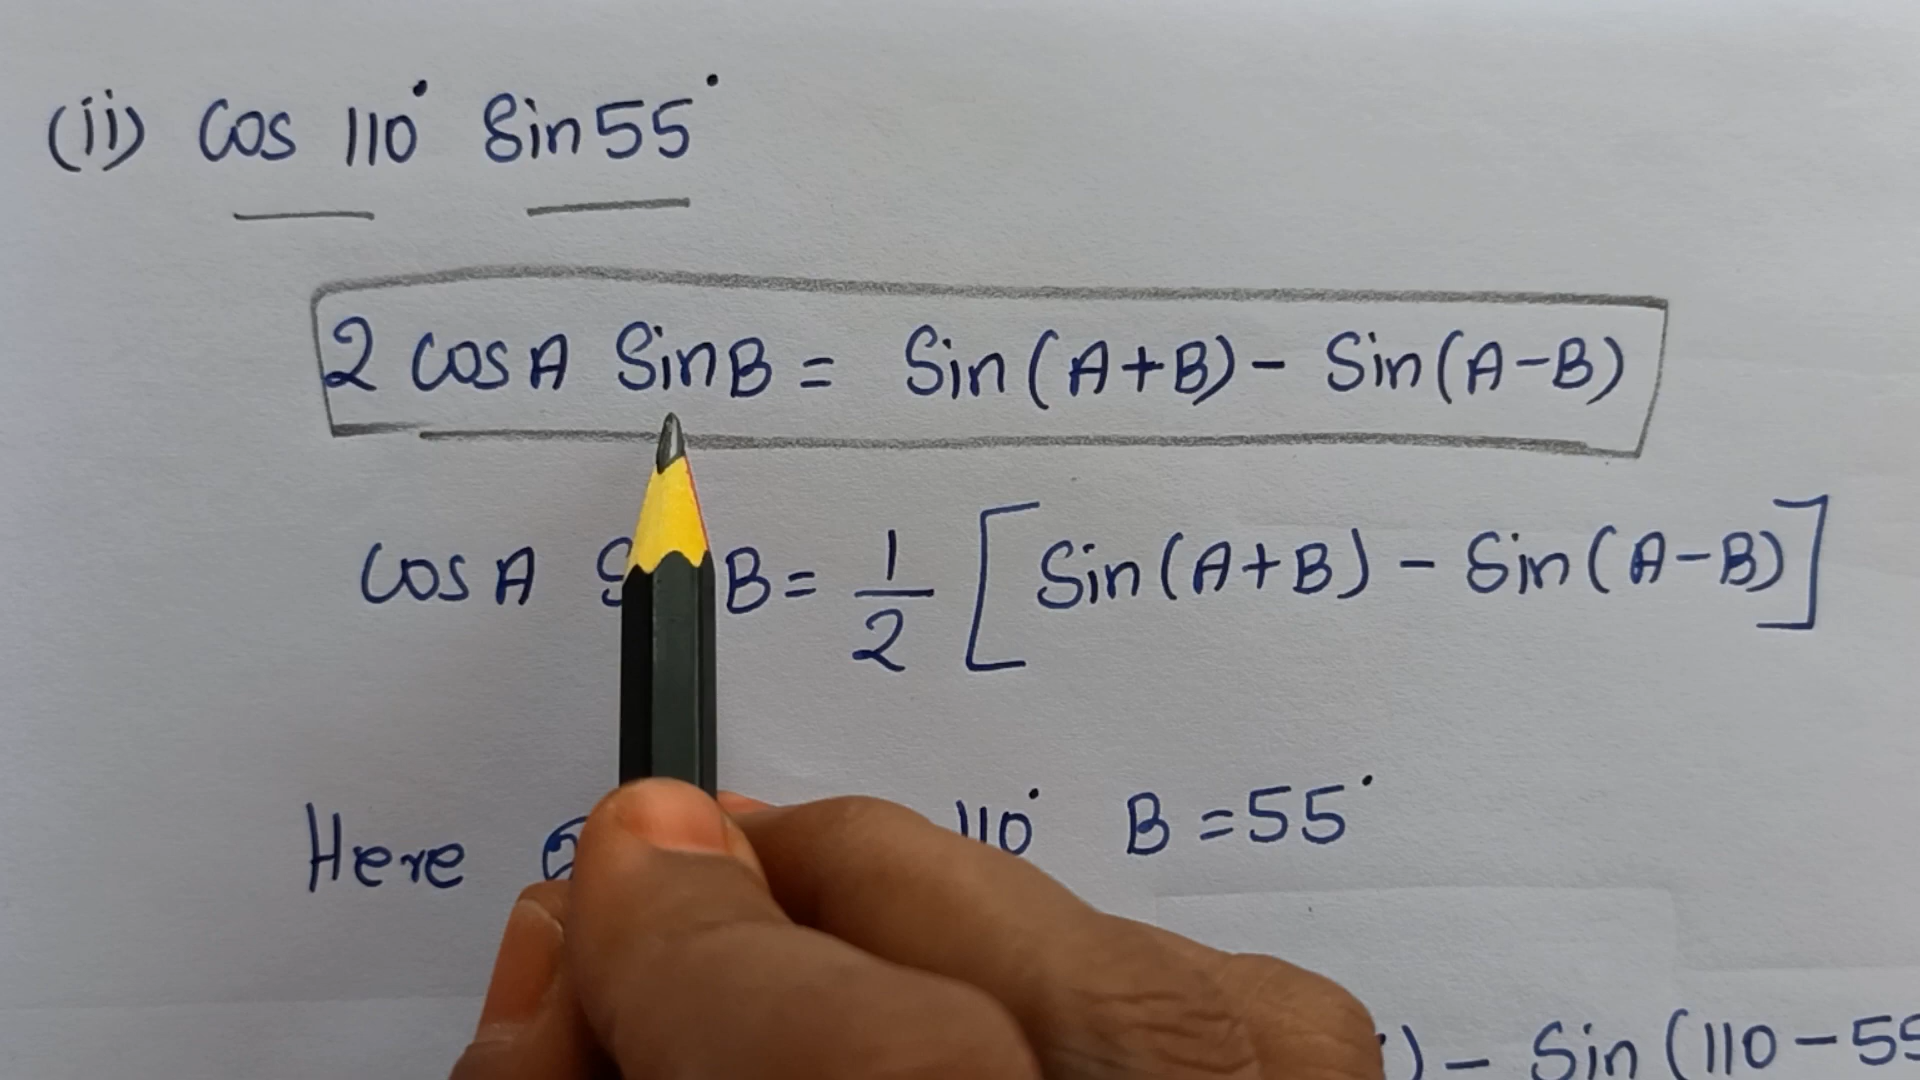 (ii) Cos 110° Sin 55°
2 Cos A Sin B = Sin (A+B) - Sin (A-B)
Cos A B = 1/2 [Sin (A+B) - Sin (A-B)]
Here 110° B = 55°
) - Sin (110 - 55